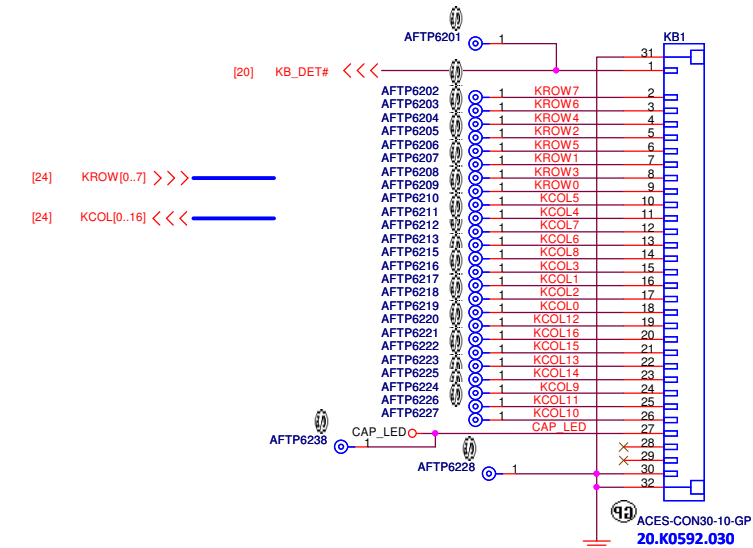 AFTP6201 1 KB1
31
[20] KB_DET# 1
AFTP6202 1 KROW7 2
AFTP6203 1 KROW6 3
AFTP6204 1 KROW4 4
AFTP6205 1 KROW2 5
AFTP6206 1 KROW5 6
AFTP6207 1 KROW1 7
[24] KROW[0..7] AFTP6208 1 KROW3 8
AFTP6209 1 KROW0 9
AFTP6210 1 KCOL5 10
[24] KCOL[0..16] AFTP6211 1 KCOL4 11
AFTP6212 1 KCOL7 12
AFTP6213 1 KCOL6 13
AFTP6215 1 KCOL8 14
AFTP6216 1 KCOL3 15
AFTP6217 1 KCOL1 16
AFTP6218 1 KCOL2 17
AFTP6219 1 KCOL0 18
AFTP6220 1 KCOL12 19
AFTP6221 1 KCOL16 20
AFTP6222 1 KCOL15 21
AFTP6223 1 KCOL13 22
AFTP6225 1 KCOL14 23
AFTP6224 1 KCOL9 24
AFTP6226 1 KCOL11 25
AFTP6227 1 KCOL10 26
CAP_LED CAP_LED 27
AFTP6238 1 28
29
AFTP6228 1 30
32
GP
ACES-CON30-10-GP
20.K0592.030